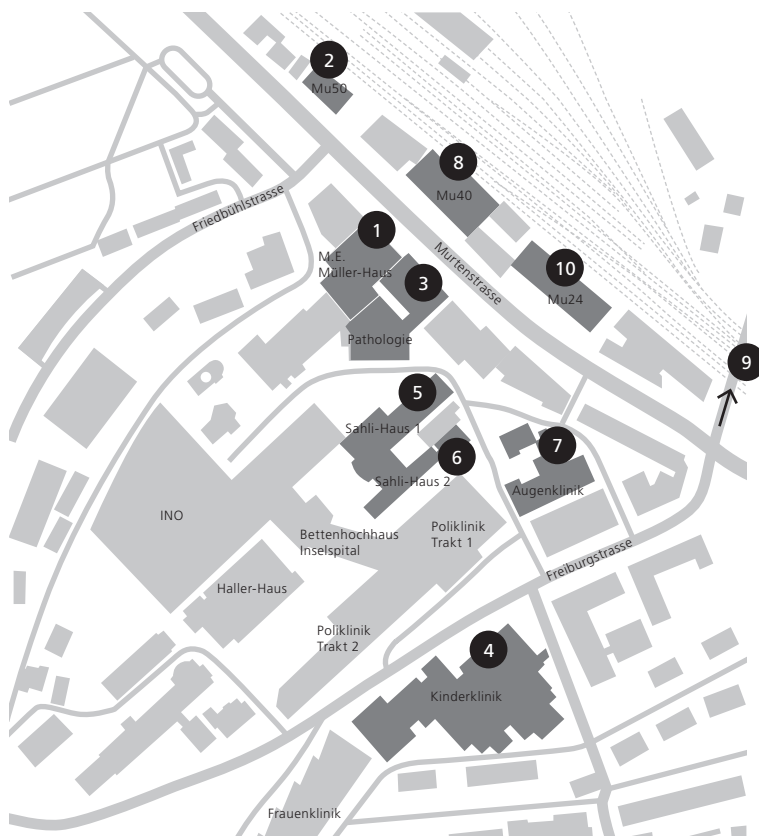 2
Mu50
8
Mu40
Friedbühlstrasse
1
M.E.
Müller-Haus
Murtenstrasse
3
10
Mu24
Pathologie
9
5
Sahli-Haus 1
6
7
Sahli-Haus 2
Augenklinik
INO
Bettenhochhaus
Inselspital
Poliklinik
Trakt 1
Freiburgstrasse
Haller-Haus
Poliklinik
Trakt 2
4
Kinderklinik
Frauenklinik